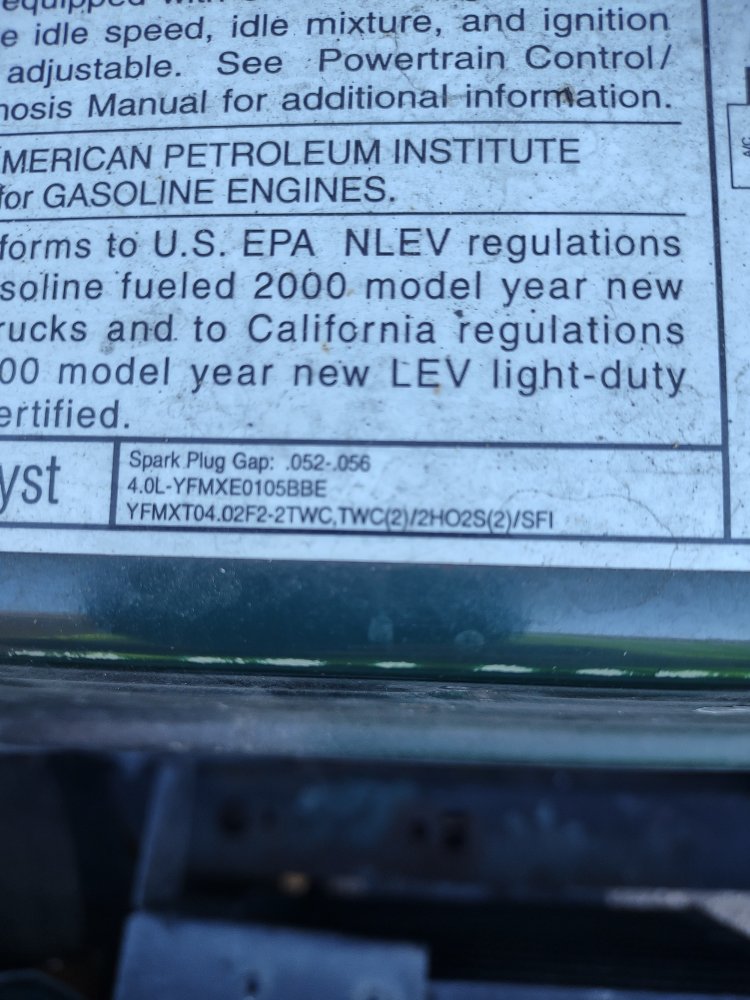 equipped with
e idle speed, idle mixture, and ignition
adjustable. See Powertrain Control/
nosis Manual for additional information.
MERICAN PETROLEUM INSTITUTE
for GASOLINE ENGINES.
forms to U.S. EPA NLEV regulations
soline fueled 2000 model year new
rucks and to California regulations
00 model year new LEV light-duty
ertified.
yst
Spark Plug Gap: .052-.056
4.0L-YFMXE0105BBE
YFMXT04.02F2-2TWC,TWC(2)/2HO2S(2)/SFI
A/C